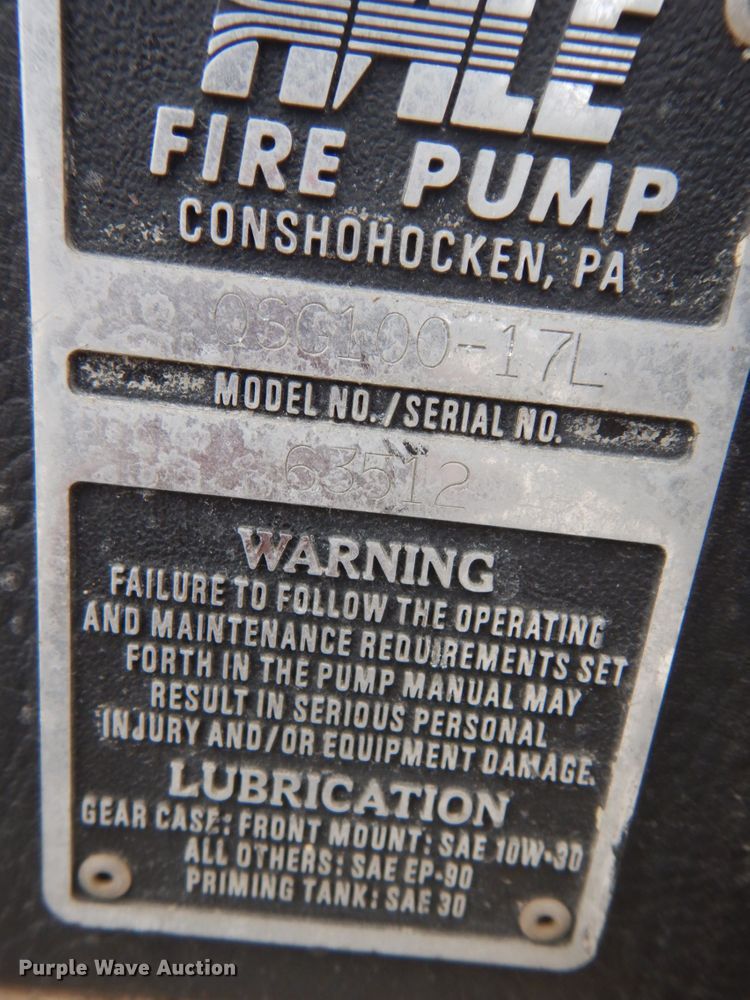 HALE
FIRE PUMP
CONSHOHOCKEN, PA
QSG100-17L
MODEL NO./SERIAL NO.
63512
WARNING
FAILURE TO FOLLOW THE OPERATING
AND MAINTENANCE REQUIREMENTS SET
FORTH IN THE PUMP MANUAL MAY
RESULT IN SERIOUS PERSONAL
INJURY AND/OR EQUIPMENT DAMAGE.
LUBRICATION
GEAR CASE: FRONT MOUNT: SAE 10W-30
ALL OTHERS: SAE EP-90
PRIMING TANK: SAE 30
Purple Wave Auction